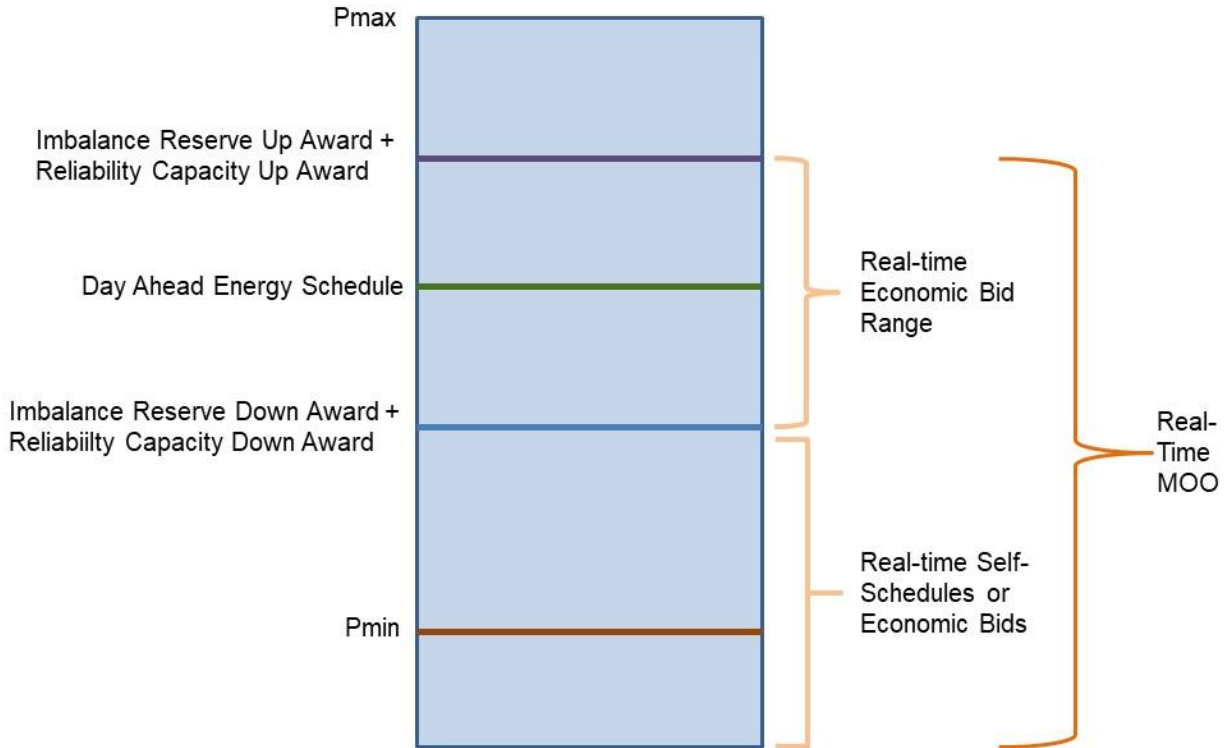 Pmax
Imbalance Reserve Up Award +
Reliability Capacity Up Award
Real-time
Economic Bid
Range
Day Ahead Energy Schedule
Imbalance Reserve Down Award +
Reliabiilty Capacity Down Award
Real-
Time
MOO
Real-time Self-
Schedules or
Economic Bids
Pmin